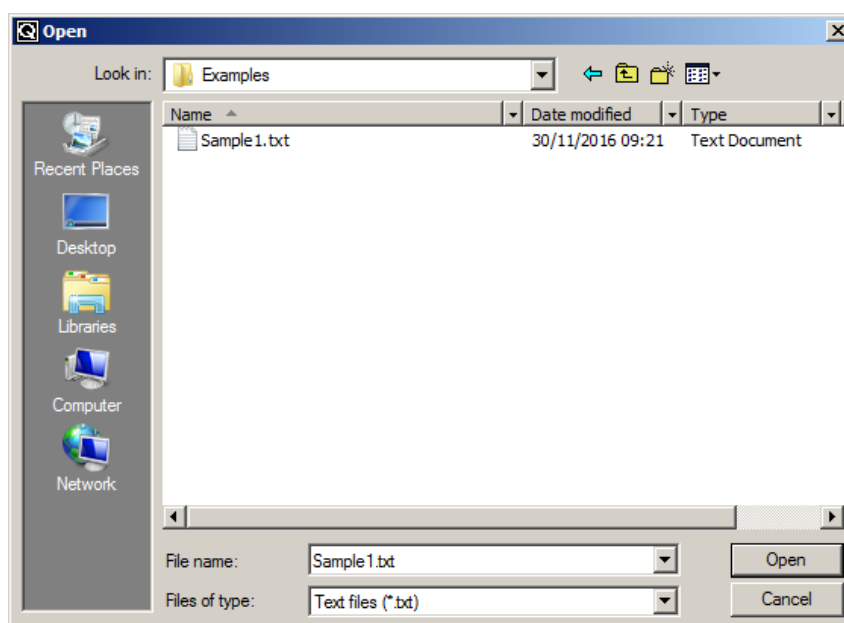 Open
Look in: Examples
Name Date modified Type
Sample1.txt 30/11/2016 09:21 Text Document
Recent Places
Desktop
Libraries
Computer
Network
File name: Sample1.txt Open
Files of type: Text files (*.txt) Cancel